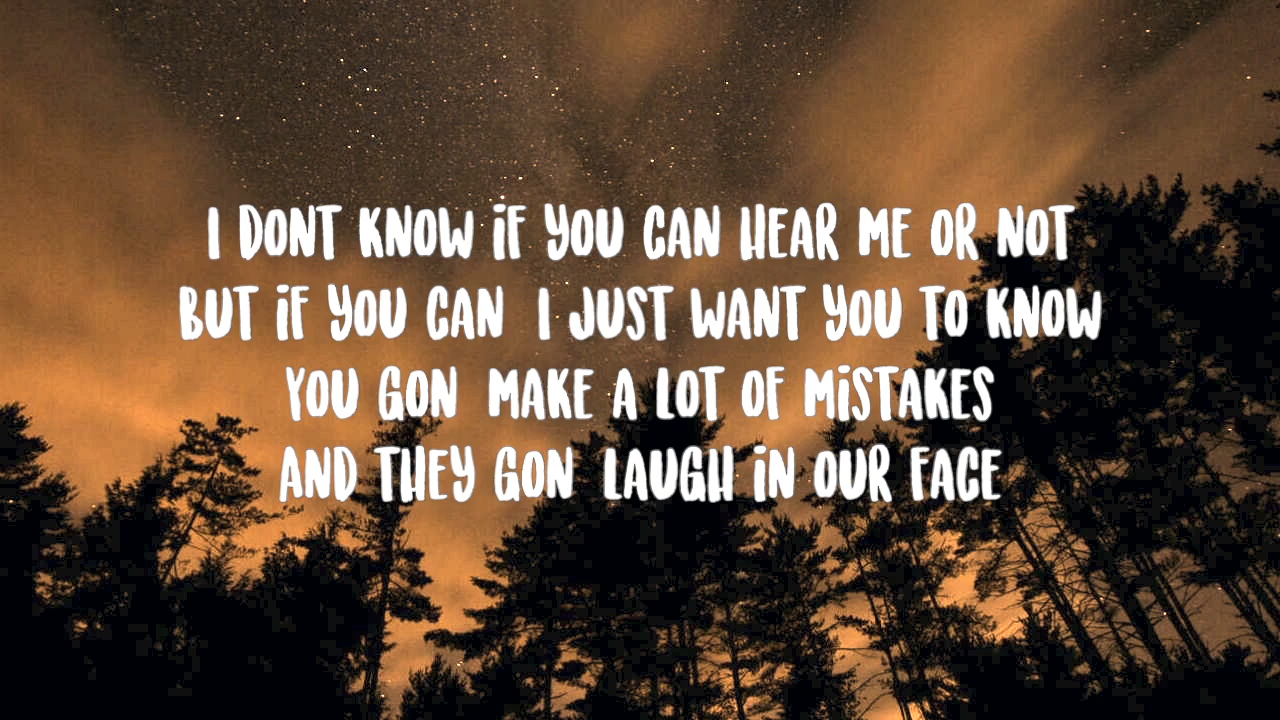 I DONT KNOW iF YOU CAN HEAR ME OR NOT
BUT iF YOU CAN I JUST WANT YOU TO KNOW
YOU GON MAKE A LOT OF MiSTAKES
AND THEY GON LAUGH iN OUR FACE